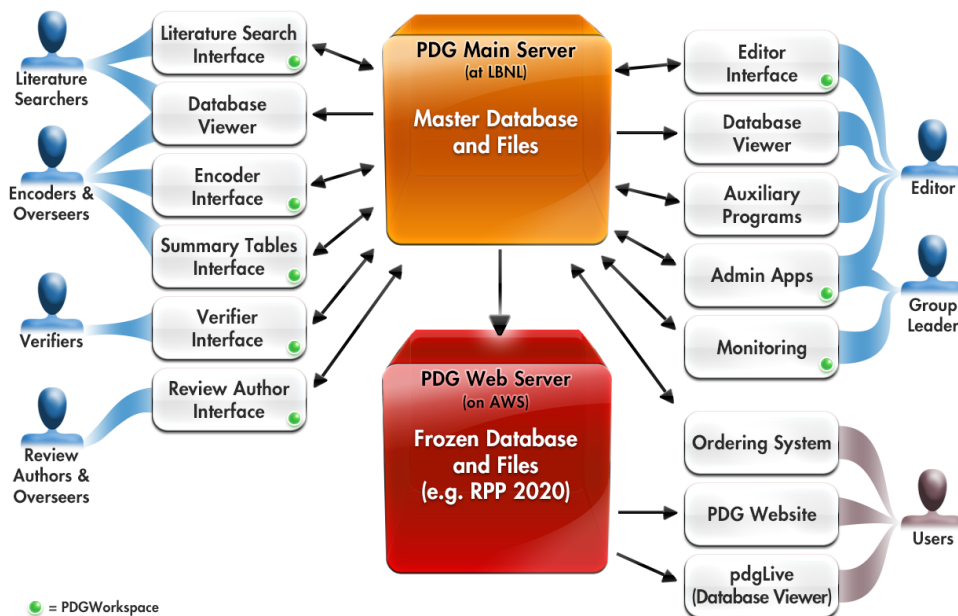 Literature Search
Interface
Literature
Searchers
Database
Viewer
Encoder
Interface
Encoders &
Overseers
Summary Tables
Interface
Verifier
Interface
Verifiers
Review Author
Interface
Review
Authors &
Overseers
PDG Main Server
(at LBNL)
Master Database
and Files
PDG Web Server
(on AWS)
Frozen Database
and Files
(e.g. RPP 2020)
Editor
Interface
Database
Viewer
Auxiliary
Programs
Editor
Admin Apps
Group
Leader
Monitoring
Ordering System
PDG Website
Users
pdgLive
(Database Viewer)
= PDGWorkspace